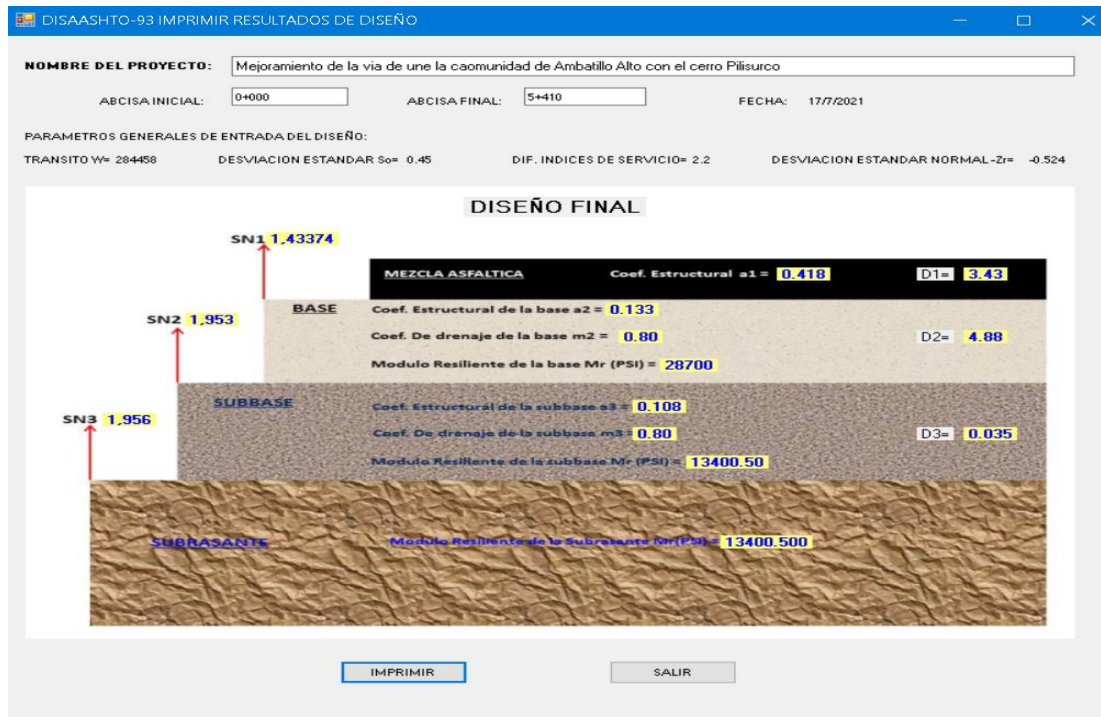 DISAASHTO-93 IMPRIMIR RESULTADOS DE DISEÑO
NOMBRE DEL PROYECTO: Mejoramiento de la via de une la caomunidad de Ambatillo Alto con el cerro Pilisurco
ABCISA INICIAL: 0+000 ABCISA FINAL: 5+410 FECHA: 17/7/2021
PARAMETROS GENERALES DE ENTRADA DEL DISEÑO:
TRANSITO W= 284458 DESVIACION ESTANDAR So= 0.45 DIF. INDICES DE SERVICIO= 2.2 DESVIACION ESTANDAR NORMAL -Zr= -0.524
DISEÑO FINAL
SN1 1,43374
MEZCLA ASFALTICA Coef. Estructural a1 = 0.418 D1= 3.43
BASE Coef. Estructural de la base a2 = 0.133
SN2 1,953
Coef. De drenaje de la base m2 = 0.80 D2= 4.88
Modulo Resiliente de la base Mr (PSI) = 28700
SUBBASE Coef. Estructural de la subbase a3 = 0.108
SN3 1,956
Coef. De drenaje de la subbase m3 = 0.80 D3= 0.035
Modulo Resiliente de la subbase Mr (PSI) = 13400.50
SUBRASANTE Modulo Resiliente de la Subrasante Mr(PSI) = 13400.500
IMPRIMIR SALIR